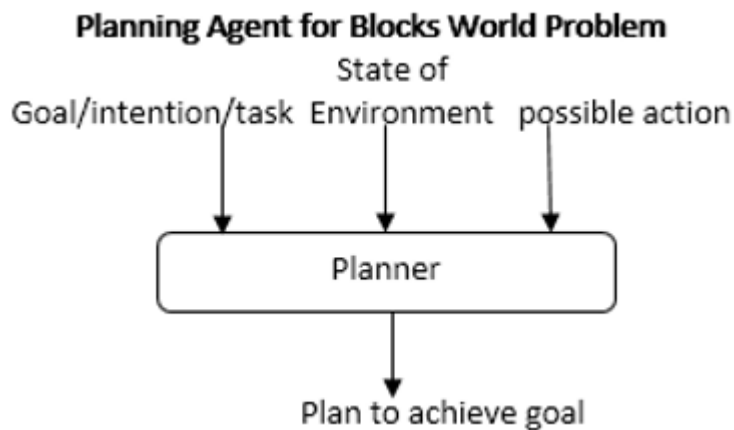 Planning Agent for Blocks World Problem
State of
Goal/intention/task Environment possible action
Planner
Plan to achieve goal